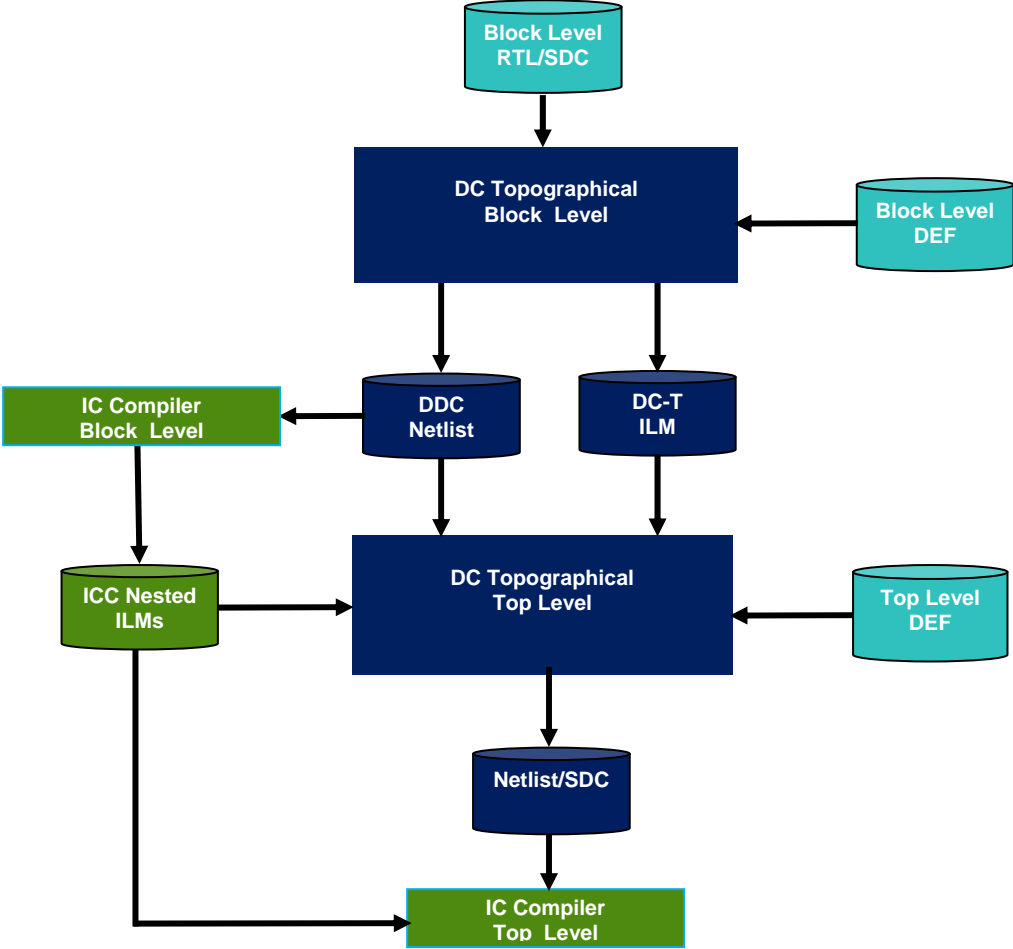 Block Level
RTL/SDC
DC Topographical
Block Level
Block Level
DEF
IC Compiler
Block Level
DDC
Netlist
DC-T
ILM
DC Topographical
Top Level
ICC Nested
ILMs
Top Level
DEF
Netlist/SDC
IC Compiler
Top Level